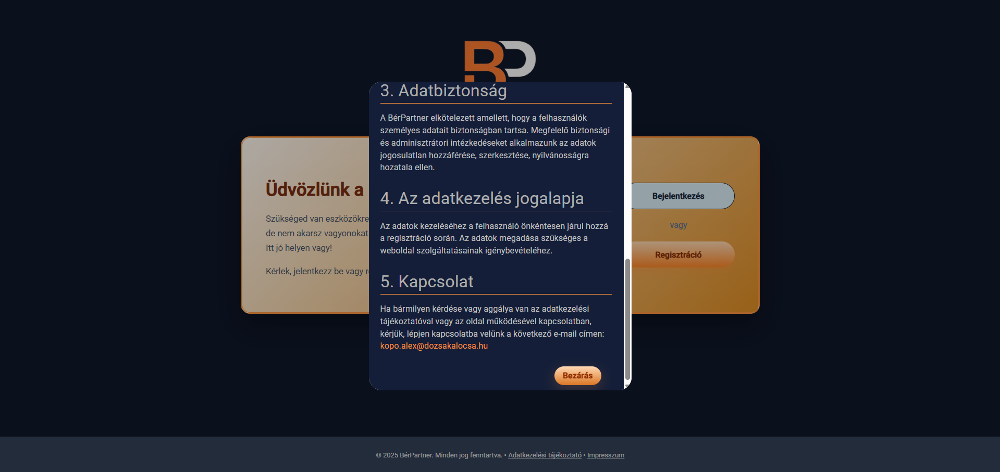 BP
3. Adatbiztonság
A BérPartner elkötelezett amellett, hogy a felhasználók
személyes adatait biztonságban tartsa. Megfelelő biztonsági
és adminisztrátori intézkedéseket alkalmazunk az adatok
jogosulatlan hozzáférése, szerkesztése, nyilvánosságra
hozatala ellen.
4. Az adatkezelés jogalapja
Az adatok kezeléséhez a felhasználó önkéntesen járul hozzá
a regisztráció során. Az adatok megadása szükséges a
weboldal szolgáltatásainak igénybevételéhez.
5. Kapcsolat
Ha bármilyen kérdése vagy aggálya van az adatkezelési
tájékoztatóval vagy az oldal működésével kapcsolatban,
kérjük, lépjen kapcsolatba velünk a következő e-mail címen:
kopo.alex@dozsakalocsa.hu
Bezárás
Üdvözlünk a
Szükséged van eszközökre
de nem akarsz vagyonokat
Itt jó helyen vagy!
Kérlek, jelentkezz be vagy
Bejelentkezés
vagy
Regisztráció
© 2025 BérPartner. Minden jog fenntartva. • Adatkezelési tájékoztató • Impresszum